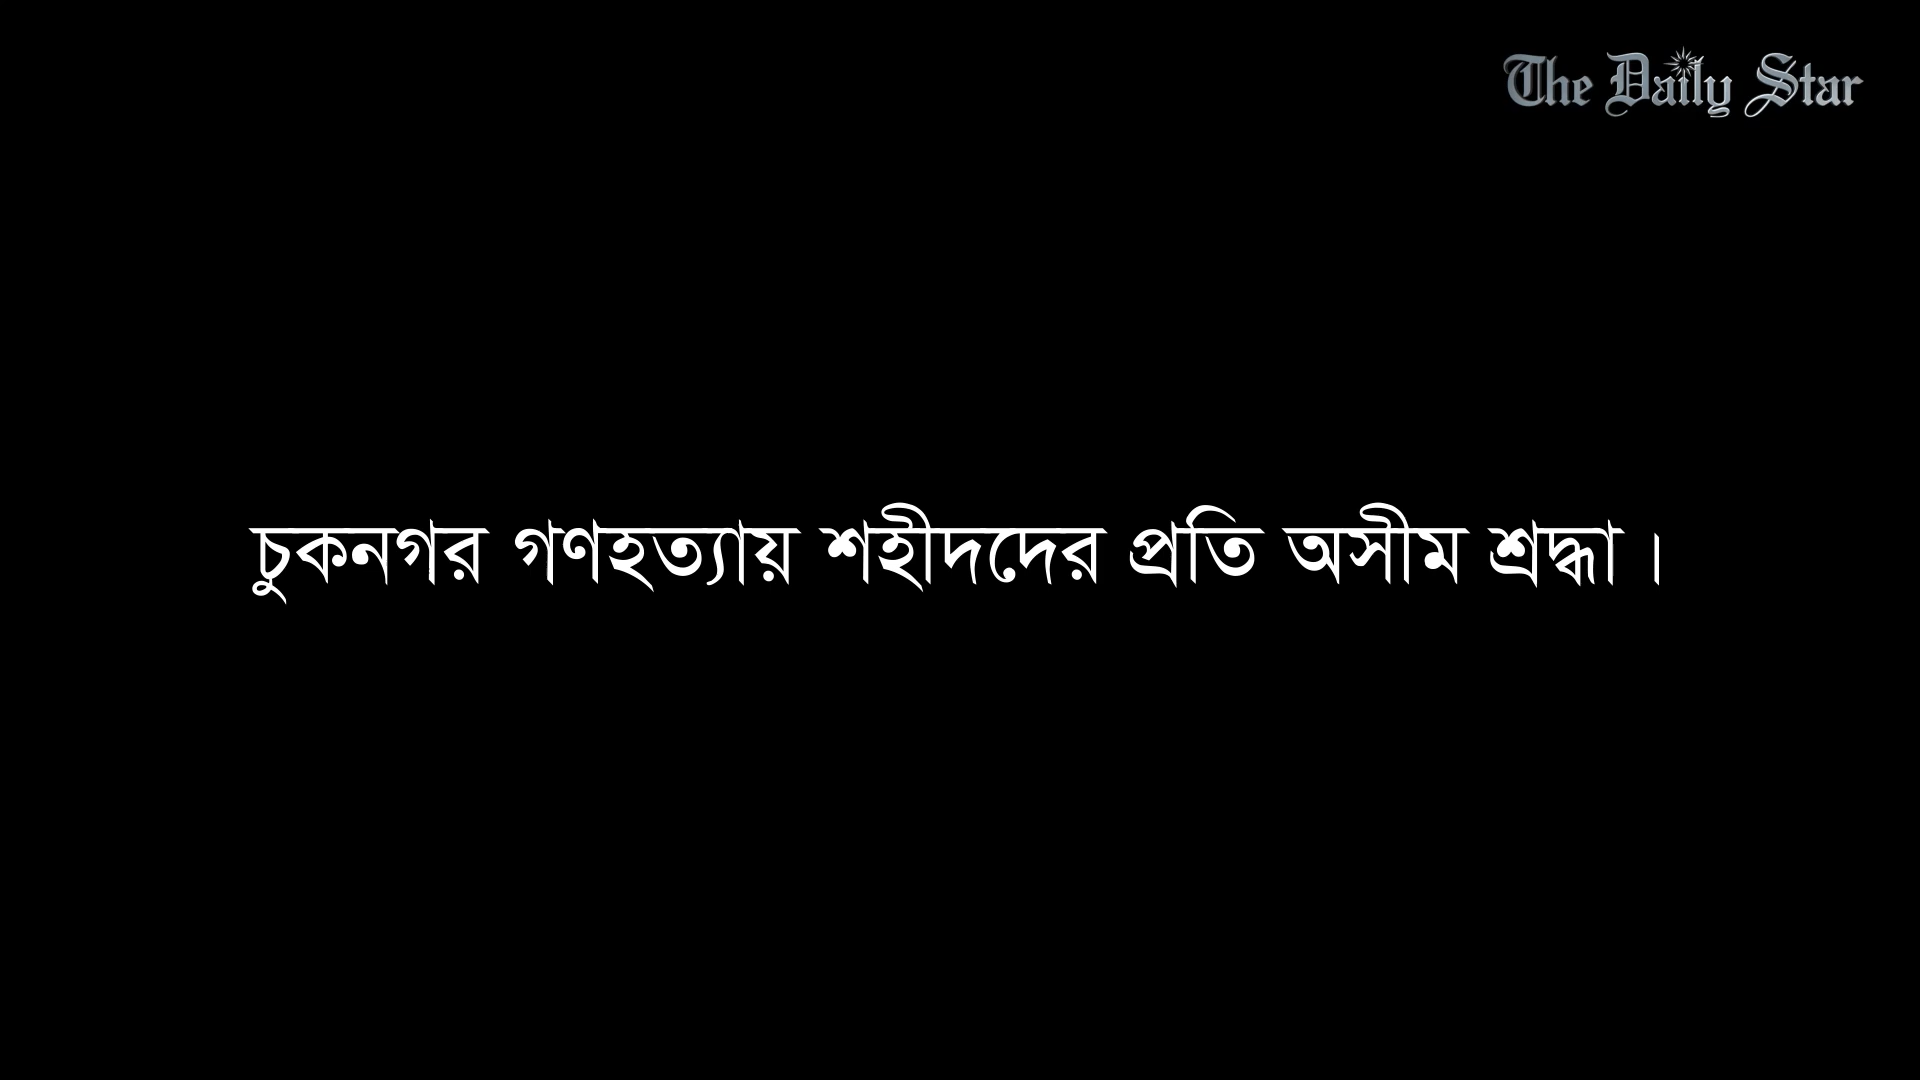 The Daily Star
চুকনগর গণহত্যায় শহীদদের প্রতি অসীম শ্রদ্ধা।